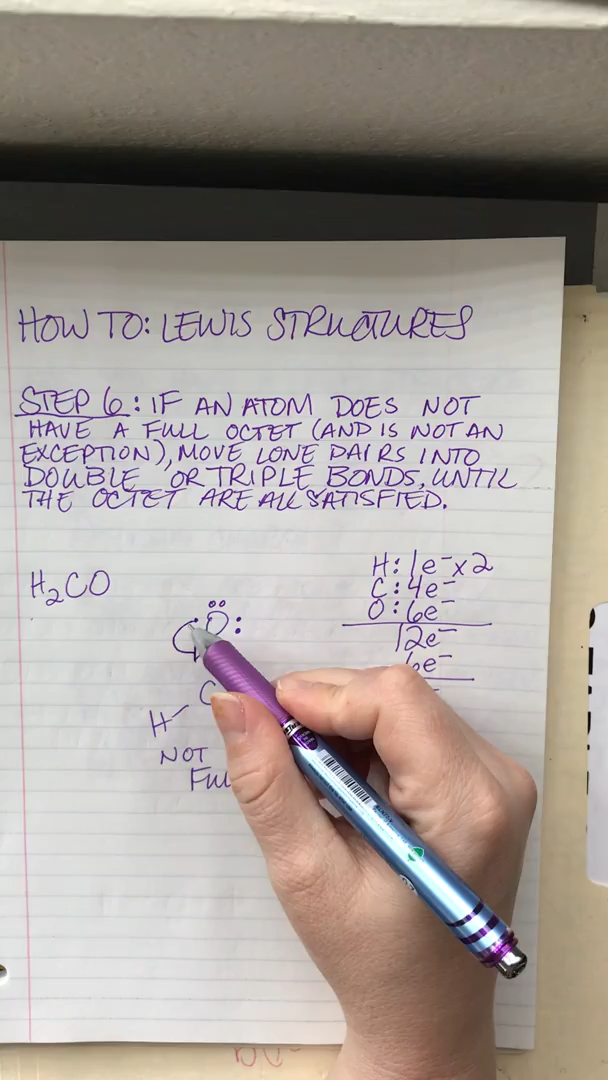 HOW TO: LEWIS STRUCTURES
STEP 6: IF AN ATOM DOES NOT
HAVE A FULL OCTET (AND IS NOT AN
EXCEPTION), MOVE LONE PAIRS INTO
DOUBLE OR TRIPLE BONDS, UNTIL
THE OCTET ARE ALL SATISFIED.
H₂CO
H: 1e⁻x2
C: 4e⁻
O: 6e⁻
12e⁻
6e⁻
O
C
H
NOT